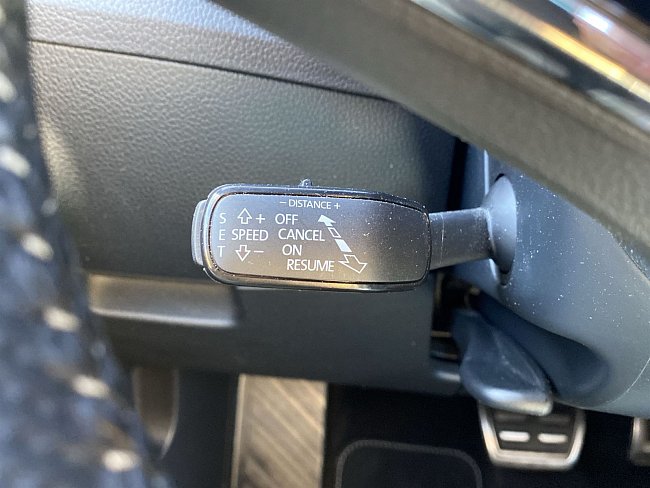 – DISTANCE +
S + OFF
E SPEED CANCEL
T – ON
RESUME